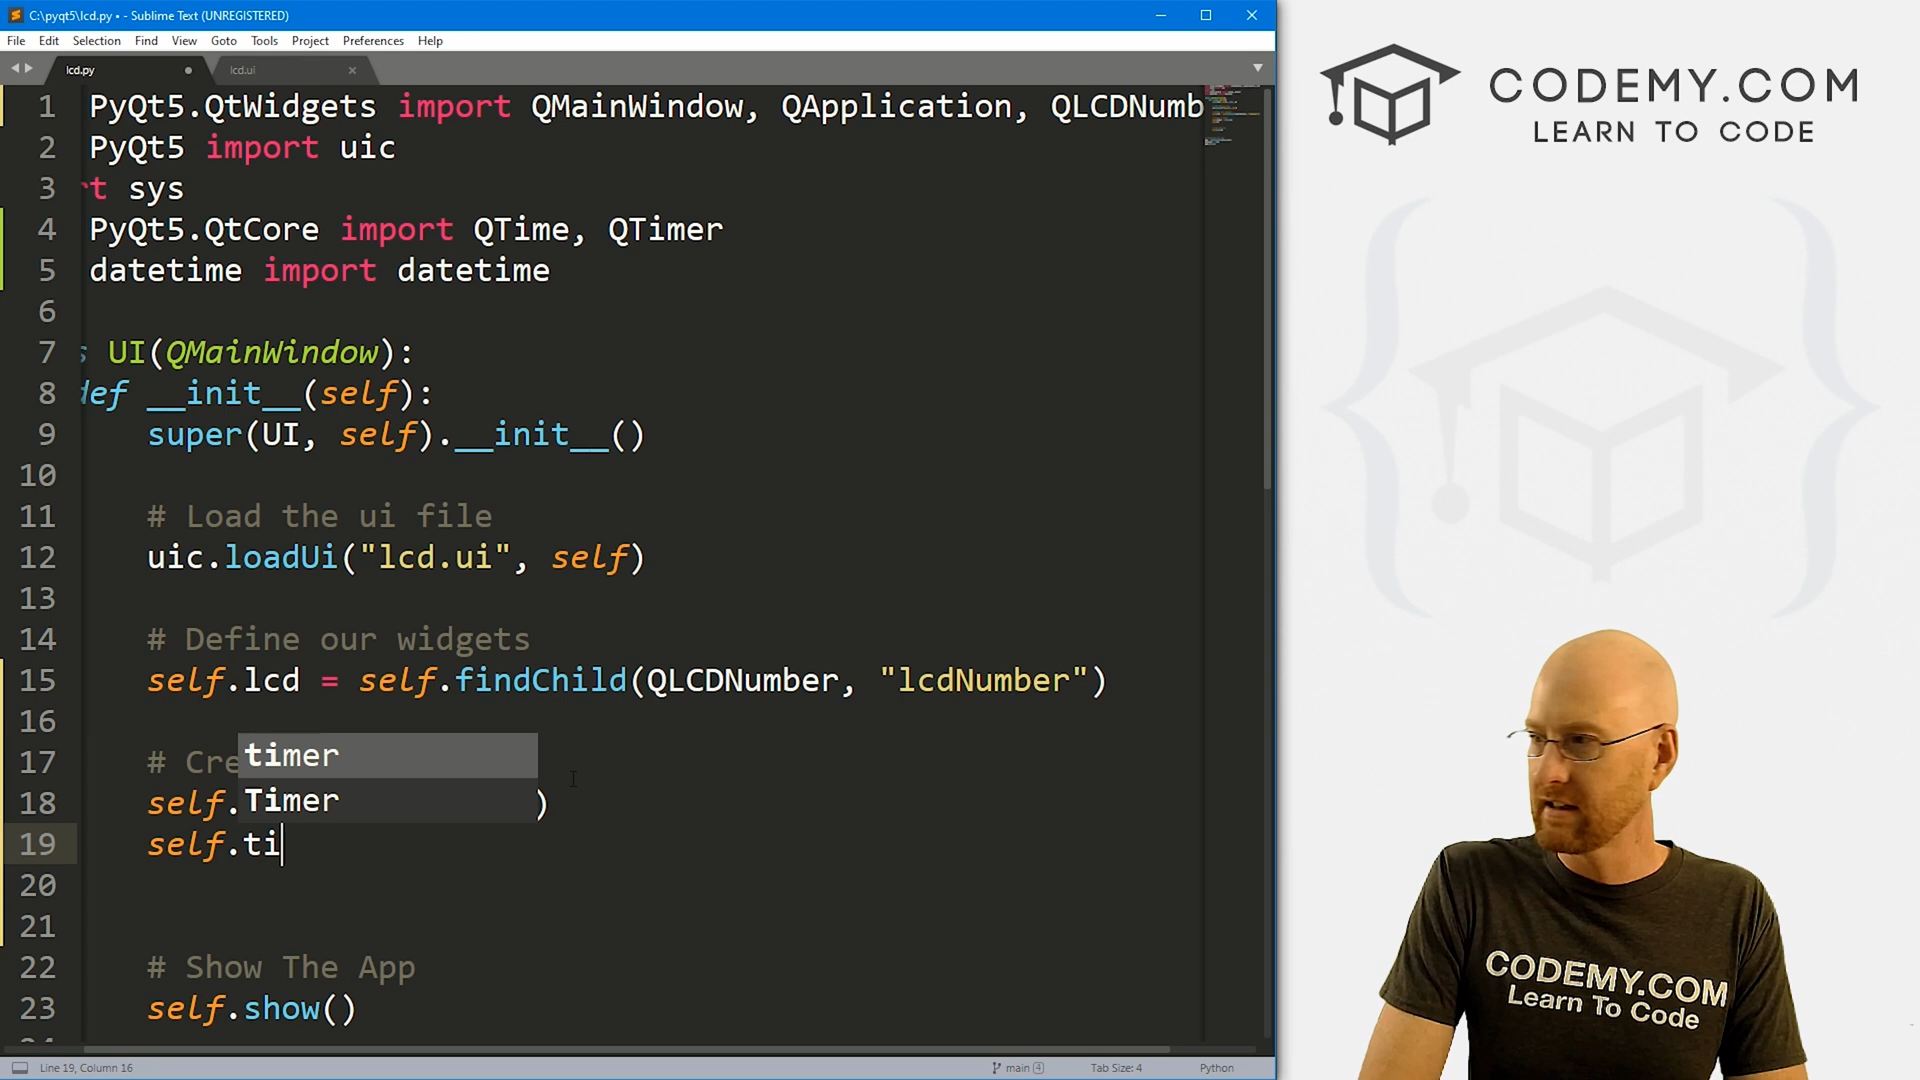 C:\pyqt5\lcd.py • - Sublime Text (UNREGISTERED)
File Edit Selection Find View Goto Tools Project Preferences Help
lcd.py lcd.ui
1 PyQt5.QtWidgets import QMainWindow, QApplication, QLCDNumb
2 PyQt5 import uic
3 rt sys
4 PyQt5.QtCore import QTime, QTimer
5 datetime import datetime
6
7 s UI(QMainWindow):
8 def __init__(self):
9 super(UI, self).__init__()
10
11 # Load the ui file
12 uic.loadUi("lcd.ui", self)
13
14 # Define our widgets
15 self.lcd = self.findChild(QLCDNumber, "lcdNumber")
16
17 # Cre
timer
18 self. )
Timer
19 self.ti
20
21
22 # Show The App
23 self.show()
Line 19, Column 16 main 4 Tab Size: 4 Python
CODEMY.COM
LEARN TO CODE
CODEMY.COM
Learn To Code